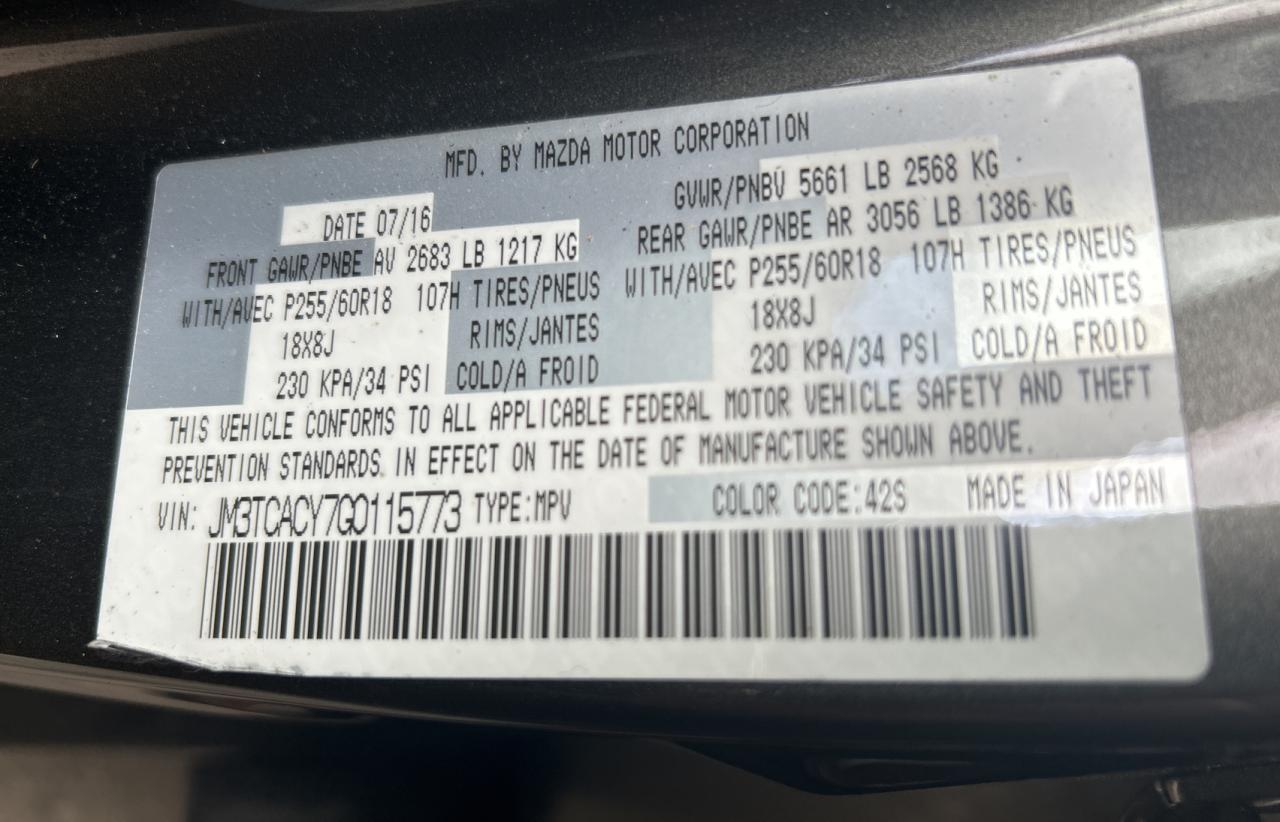 MFD. BY MAZDA MOTOR CORPORATION
DATE 07/16
GVWR/PNBV 5661 LB 2568 KG
FRONT GAWR/PNBE AV 2683 LB 1217 KG
REAR GAWR/PNBE AR 3056 LB 1386 KG
WITH/AVEC P255/60R18 107H TIRES/PNEUS
WITH/AVEC P255/60R18 107H TIRES/PNEUS
18X8J RIMS/JANTES
18X8J RIMS/JANTES
230 KPA/34 PSI COLD/A FROID
230 KPA/34 PSI COLD/A FROID
THIS VEHICLE CONFORMS TO ALL APPLICABLE FEDERAL MOTOR VEHICLE SAFETY AND THEFT
PREVENTION STANDARDS IN EFFECT ON THE DATE OF MANUFACTURE SHOWN ABOVE.
VIN: JM3TCACY7G0115773 TYPE:MPV COLOR CODE:42S MADE IN JAPAN